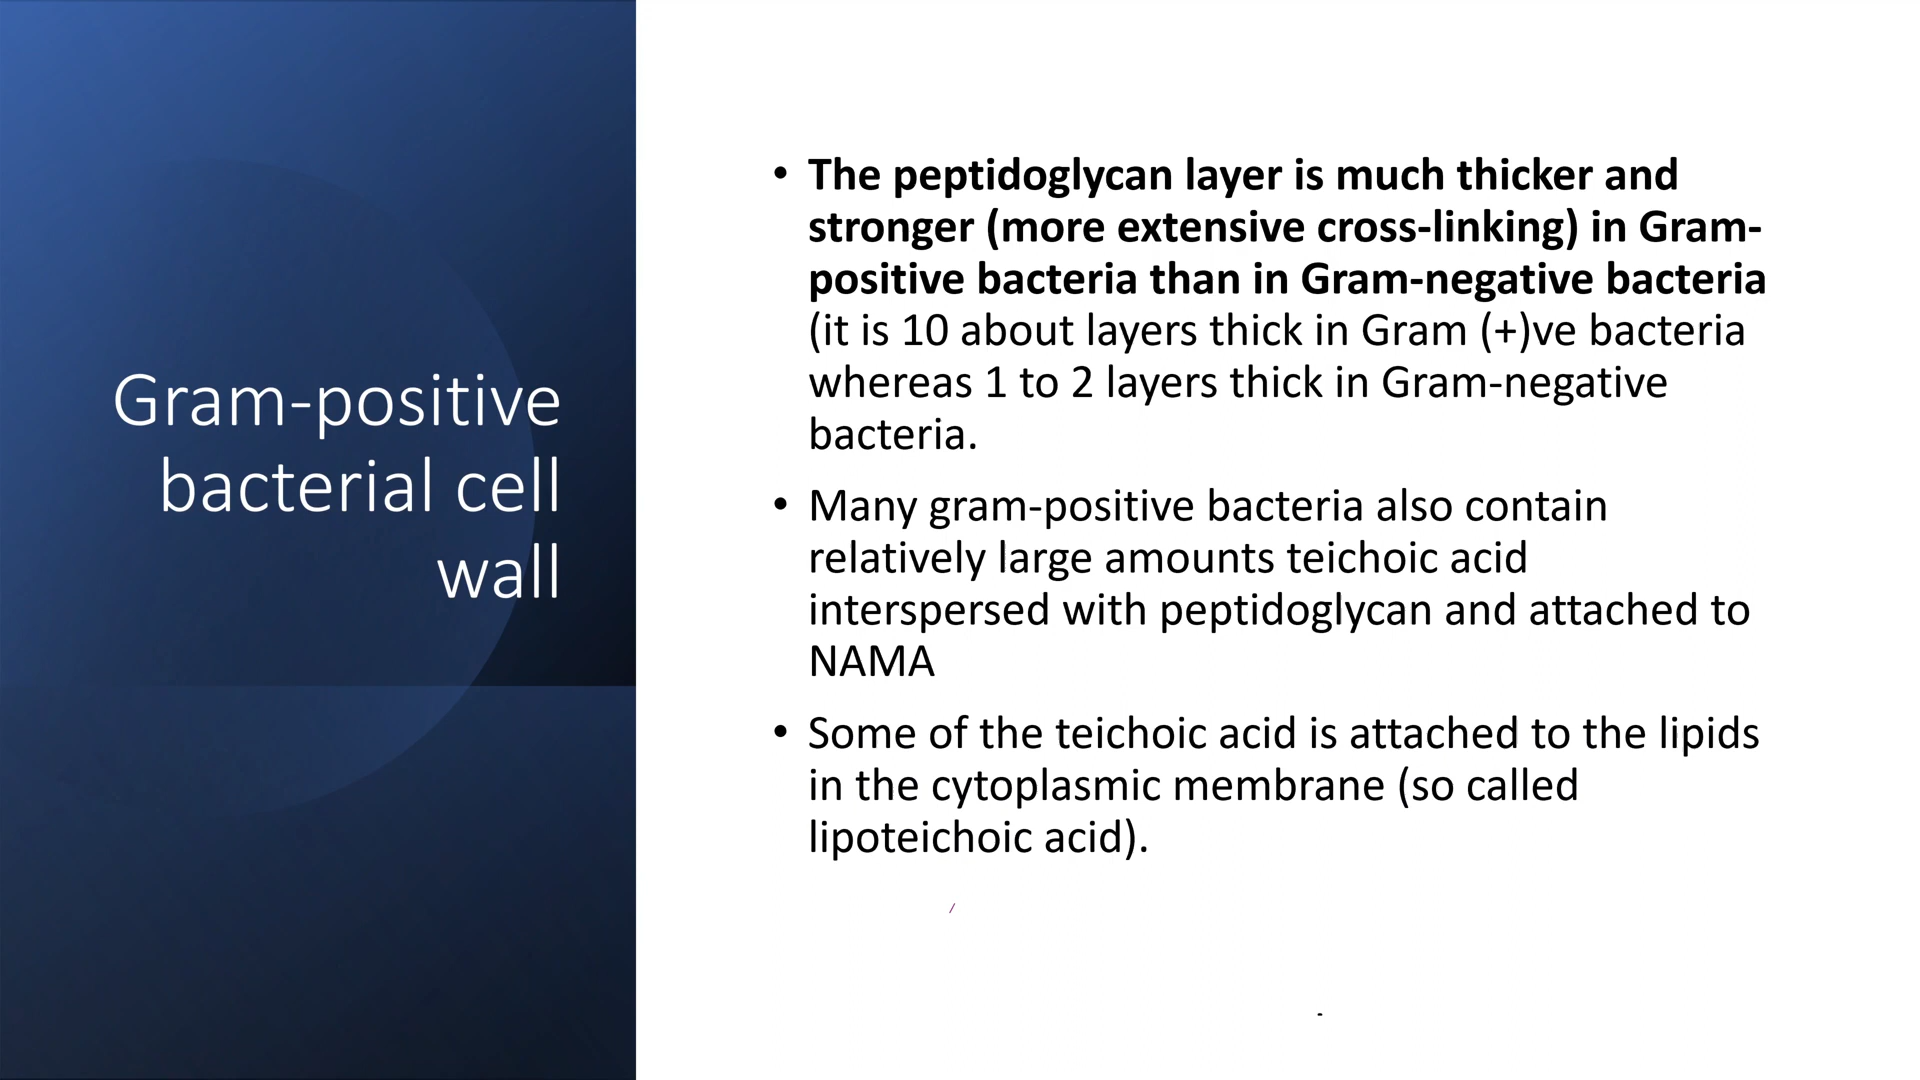 Gram-positive
bacterial cell
wall
• The peptidoglycan layer is much thicker and
stronger (more extensive cross-linking) in Gram-
positive bacteria than in Gram-negative bacteria
(it is 10 about layers thick in Gram (+)ve bacteria
whereas 1 to 2 layers thick in Gram-negative
bacteria.
• Many gram-positive bacteria also contain
relatively large amounts teichoic acid
interspersed with peptidoglycan and attached to
NAMA
• Some of the teichoic acid is attached to the lipids
in the cytoplasmic membrane (so called
lipoteichoic acid).